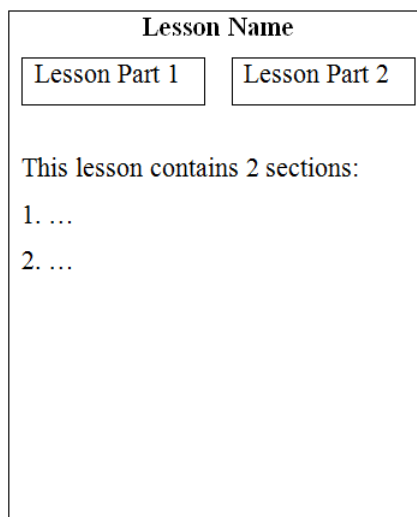 Lesson Name
Lesson Part 1 Lesson Part 2
This lesson contains 2 sections:
1. …
2. …